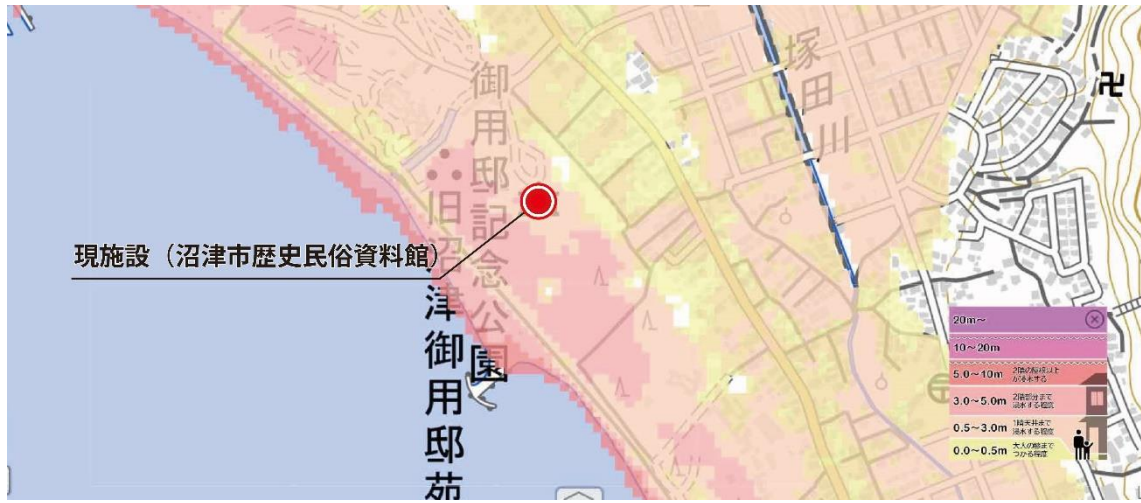 御用邸記念公園
旧沼津御用邸苑
塚田川
現施設（沼津市歴史民俗資料館）
20m～
10～20m
5.0～10m 2階の屋根以上が浸水する
3.0～5.0m 2階部分まで浸水する程度
0.5～3.0m 1階天井まで浸水する程度
0.0～0.5m 大人の膝までつかる程度